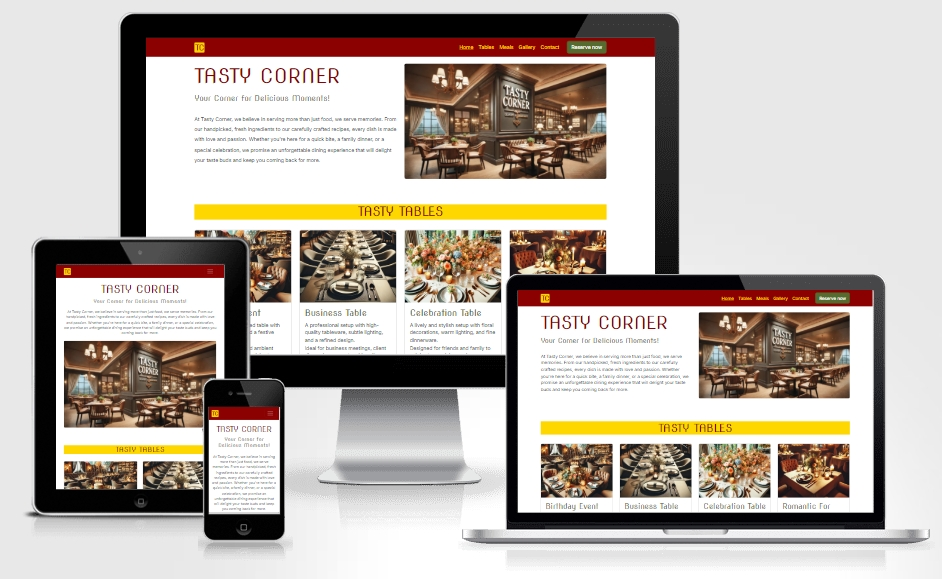 TC
Home Tables Meals Gallery Contact Reserve now
TASTY CORNER
Your Corner for Delicious Moments!
At Tasty Corner, we believe in serving more than just food, we serve memories. From
our handpicked, fresh ingredients to our carefully crafted recipes, every dish is made
with love and passion. Whether you're here for a quick bite, a family dinner, or a
special celebration, we promise an unforgettable dining experience that will delight
your taste buds and keep you coming back for more.
TASTY
CORNER
TASTY TABLES
ent
Business Table
Celebration Table
ed table with
a festive
ambient
A professional setup with high-
quality tableware, subtle lighting,
and a refined design.
Ideal for business meetings, client
A lively and stylish setup with floral
decorations, warm lighting, and fine
dinnerware.
Designed for friends and family to
TC
TASTY CORNER
Your Corner for Delicious Moments!
At Tasty Corner, we believe in serving more than just food, we serve
memories. From our handpicked, fresh ingredients to our carefully crafted
recipes, every dish is made with love and passion. Whether you're here for
a quick bite, a family dinner, or a special celebration, we promise an
unforgettable dining experience that will delight your taste buds and keep you
coming back for more.
TASTY
CORNER
TASTY TABLES
TC
TASTY CORNER
Your Corner for
Delicious Moments!
At Tasty Corner, we believe in serving
more than just food, we serve
memories. From our handpicked, fresh
ingredients to our carefully crafted
recipes, every dish is made with love
and passion. Whether you're here for a
quick bite, a family dinner, or a special
celebration, we promise an
unforgettable dining experience that will
delight your taste buds and keep you
coming back for more.
TC
Home Tables Meals Gallery Contact Reserve now
TASTY CORNER
Your Corner for Delicious Moments!
At Tasty Corner, we believe in serving more than just food, we serve
memories. From our handpicked, fresh ingredients to our carefully
crafted recipes, every dish is made with love and passion. Whether
you're here for a quick bite, a family dinner, or a special celebration, we
promise an unforgettable dining experience that will delight your taste
buds and keep you coming back for more.
TASTY
CORNER
TASTY TABLES
Birthday Event
Business Table
Celebration Table
Romantic For